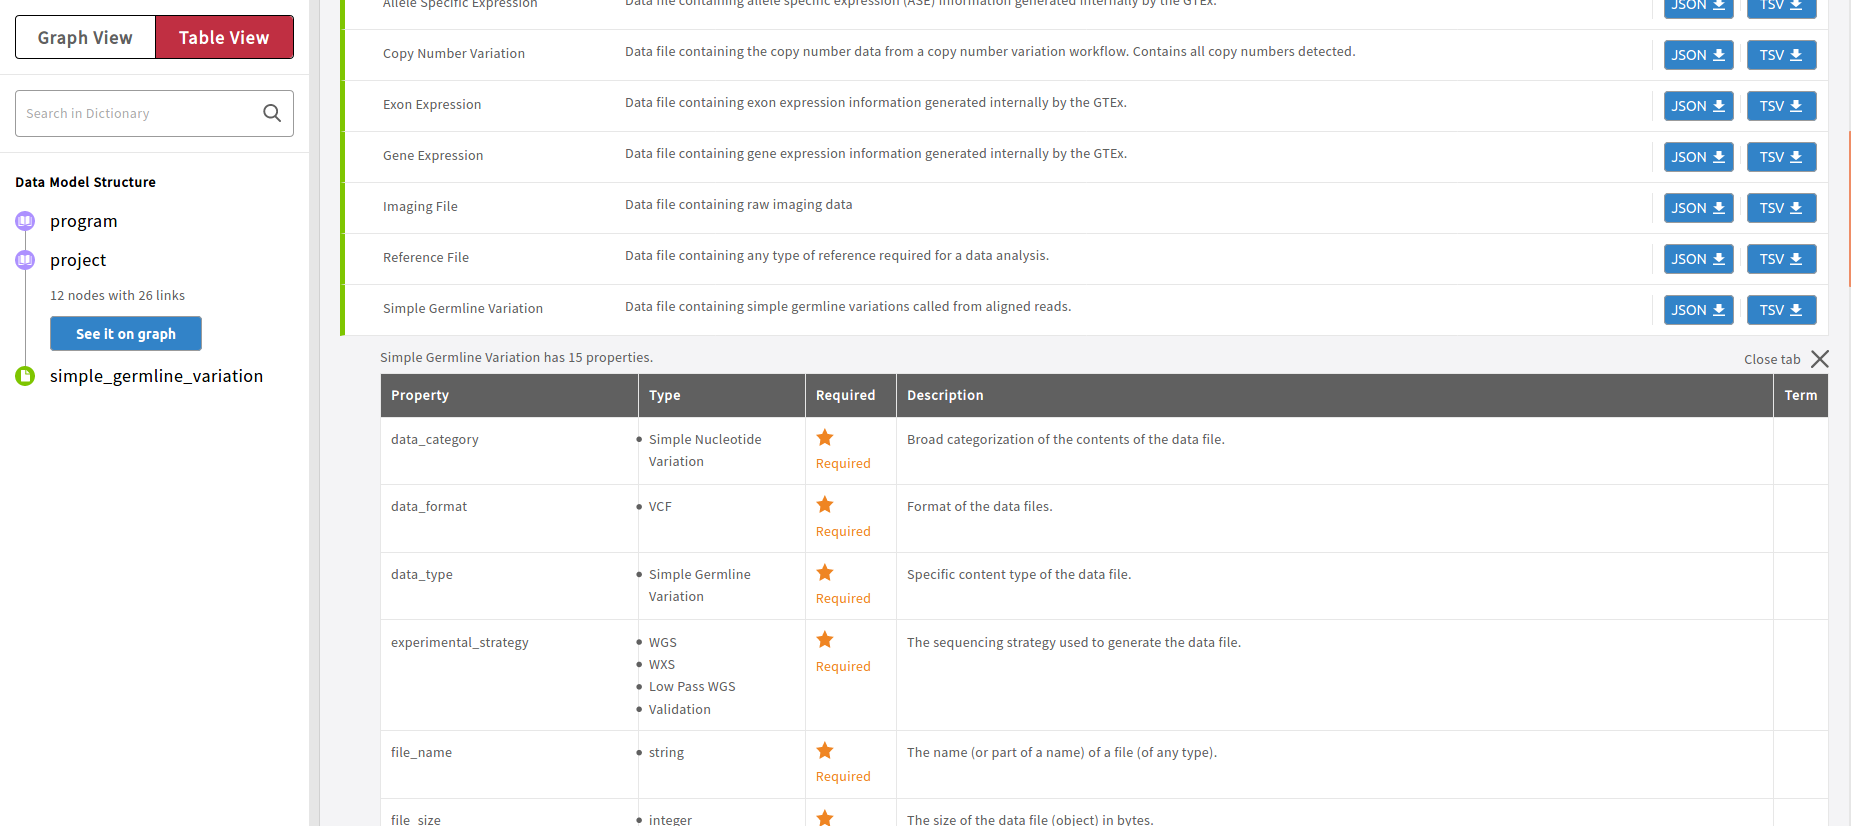 Graph View
Table View
Search in Dictionary
Data Model Structure
program
project
12 nodes with 26 links
See it on graph
simple_germline_variation
Allele Specific Expression
Data file containing allele specific expression (ASE) information generated internally by the GTEx.
JSON
TSV
Copy Number Variation
Data file containing the copy number data from a copy number variation workflow. Contains all copy numbers detected.
JSON
TSV
Exon Expression
Data file containing exon expression information generated internally by the GTEx.
JSON
TSV
Gene Expression
Data file containing gene expression information generated internally by the GTEx.
JSON
TSV
Imaging File
Data file containing raw imaging data
JSON
TSV
Reference File
Data file containing any type of reference required for a data analysis.
JSON
TSV
Simple Germline Variation
Data file containing simple germline variations called from aligned reads.
JSON
TSV
Simple Germline Variation has 15 properties.
Close tab
Property
Type
Required
Description
Term
data_category
Simple Nucleotide
Variation
Required
Broad categorization of the contents of the data file.
data_format
VCF
Required
Format of the data files.
data_type
Simple Germline
Variation
Required
Specific content type of the data file.
experimental_strategy
WGS
WXS
Low Pass WGS
Validation
Required
The sequencing strategy used to generate the data file.
file_name
string
Required
The name (or part of a name) of a file (of any type).
file_size
integer
The size of the data file (object) in bytes.